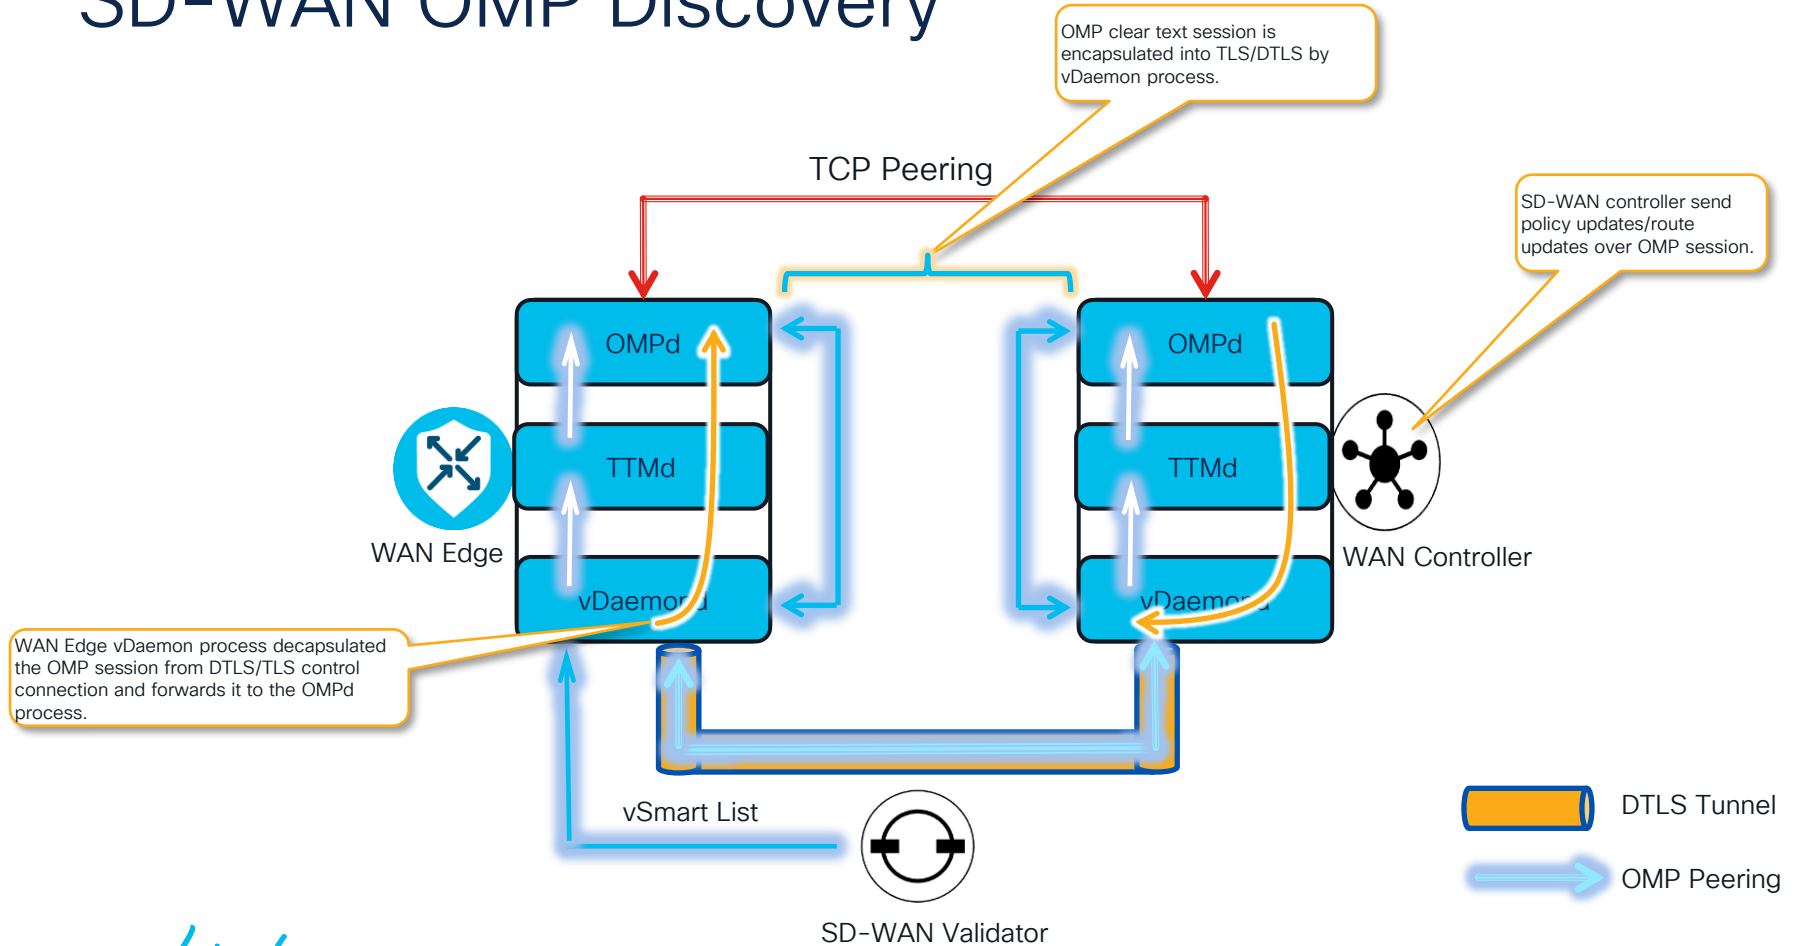 SD-WAN OMP Discovery
OMP clear text session is
encapsulated into TLS/DTLS by
vDaemon process.
TCP Peering
SD-WAN controller send
policy updates/route
updates over OMP session.
OMPd
OMPd
TTMd
TTMd
WAN Edge
WAN Controller
vDaemond
vDaemond
WAN Edge vDaemon process decapsulated
the OMP session from DTLS/TLS control
connection and forwards it to the OMPd
process.
vSmart List
DTLS Tunnel
OMP Peering
SD-WAN Validator